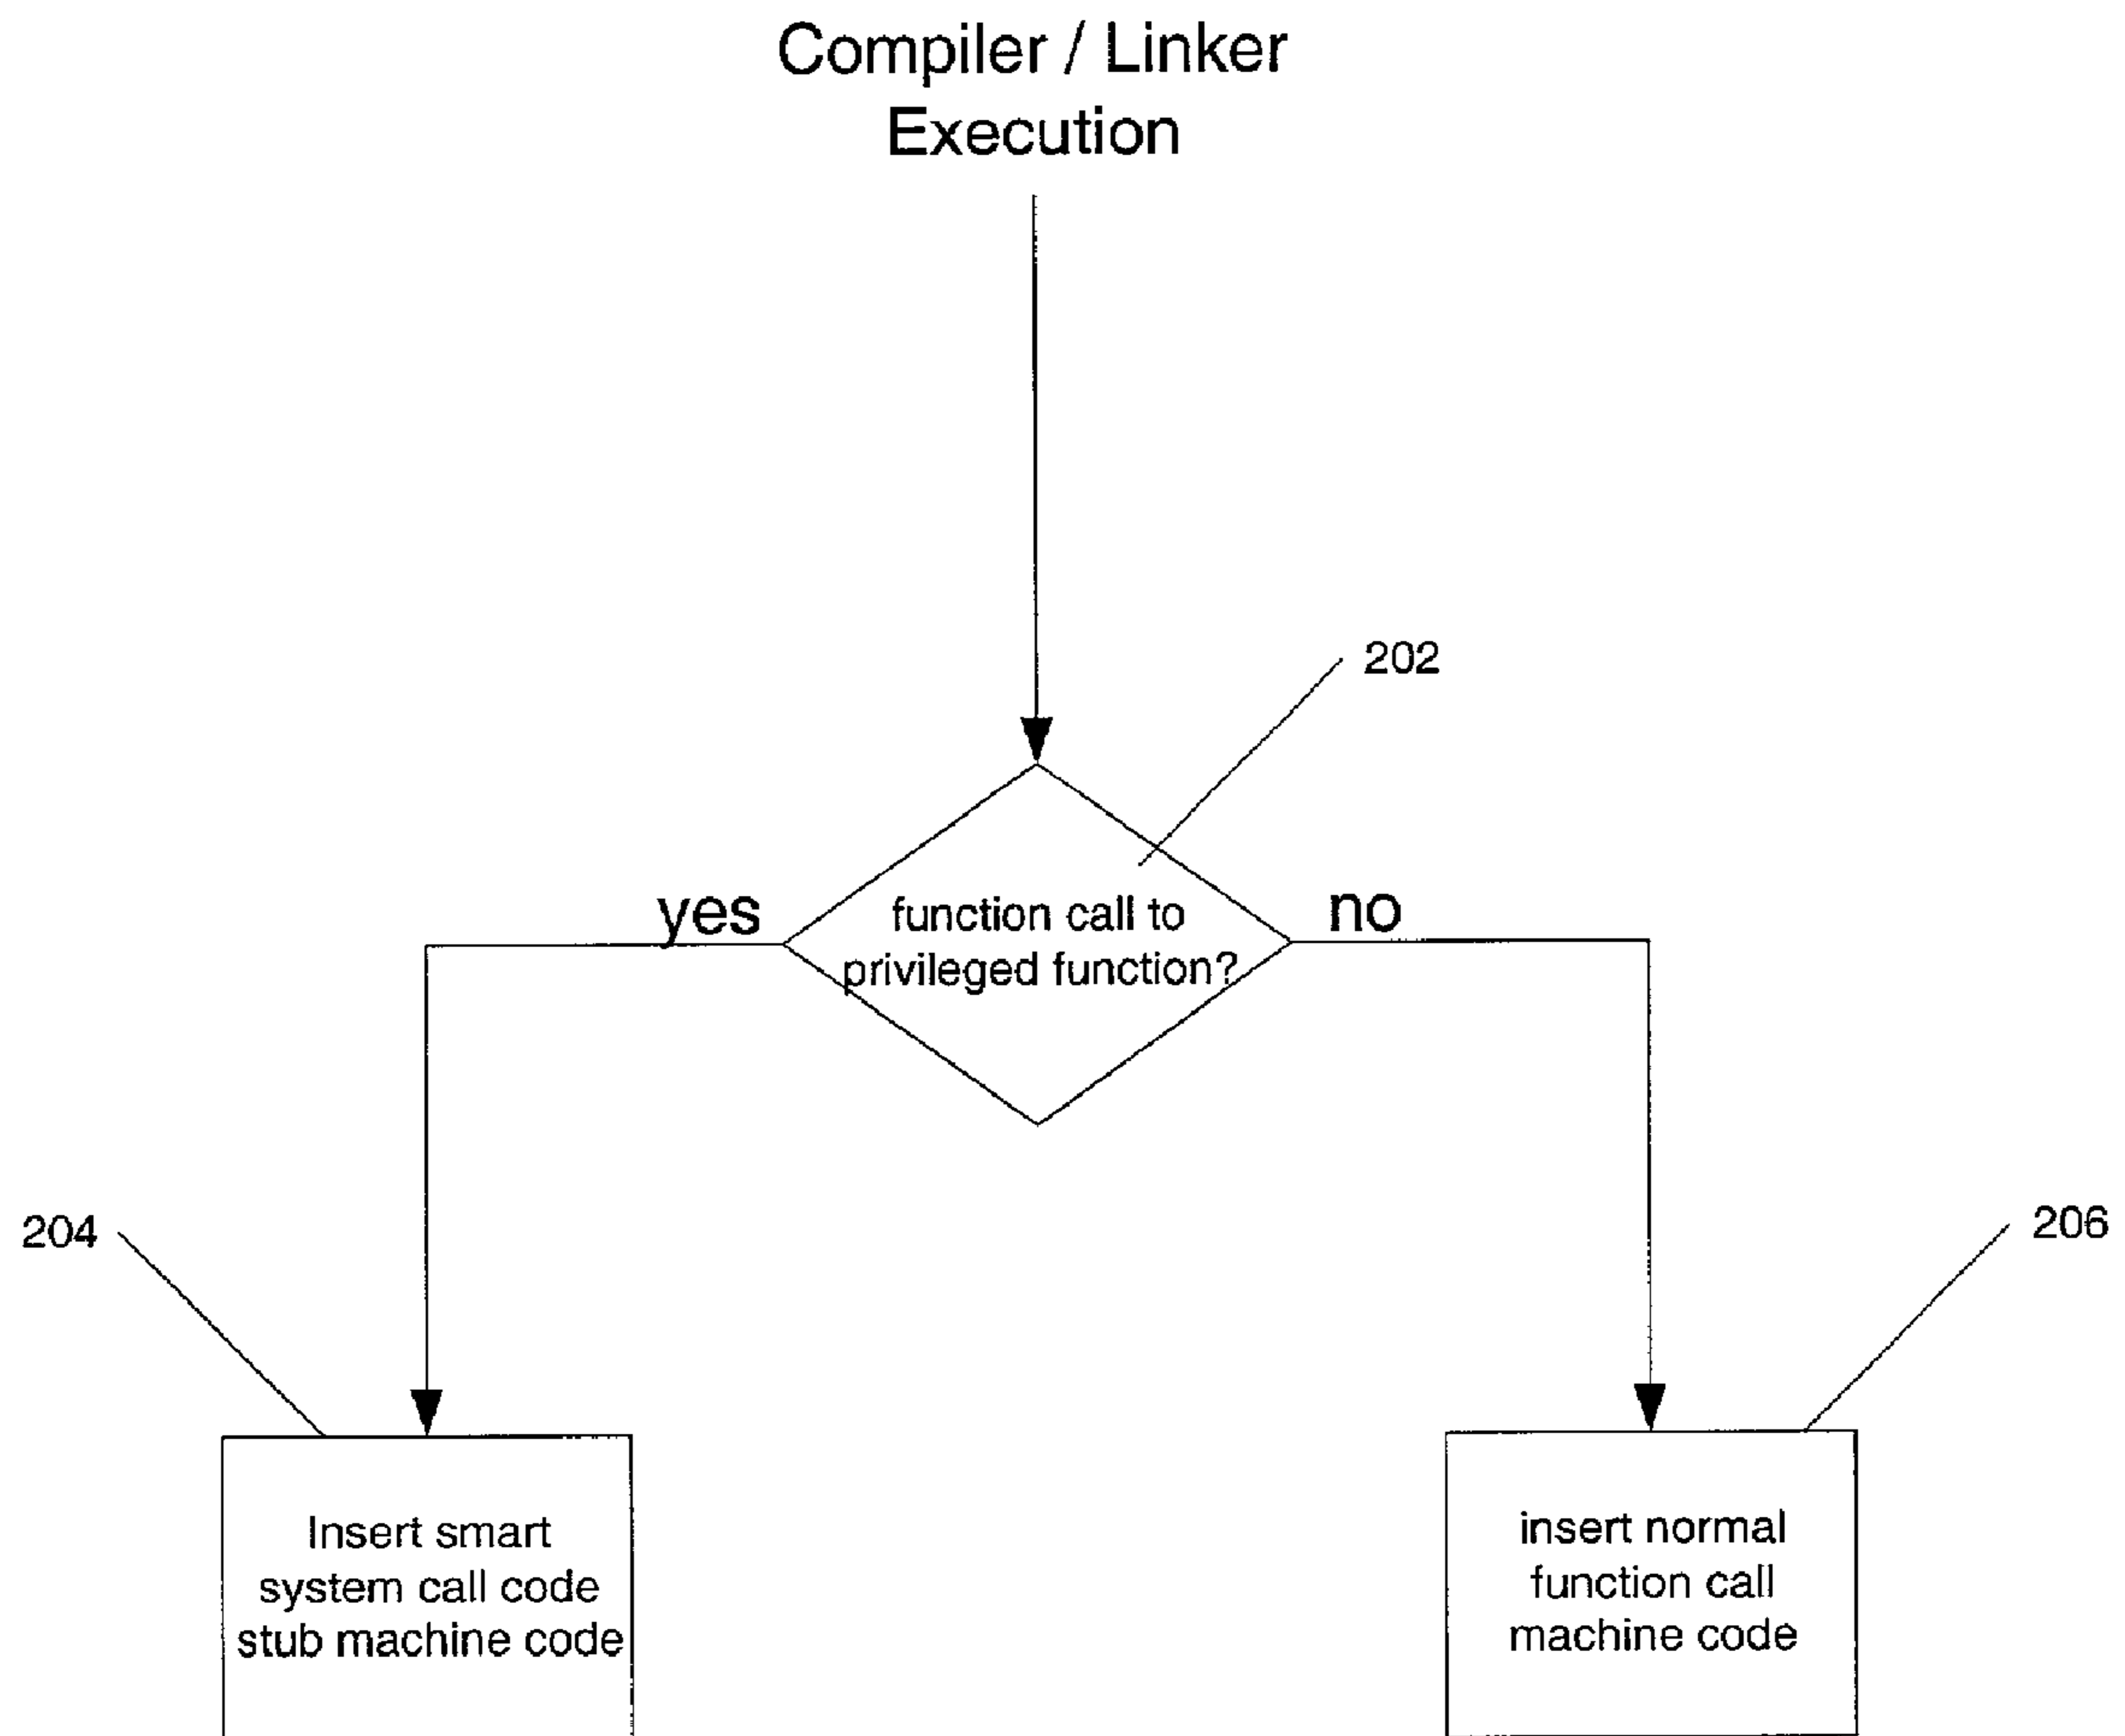 Compiler / Linker
Execution
202
yes
function call to
privileged function?
no
204
206
Insert smart
system call code
stub machine code
insert normal
function call
machine code